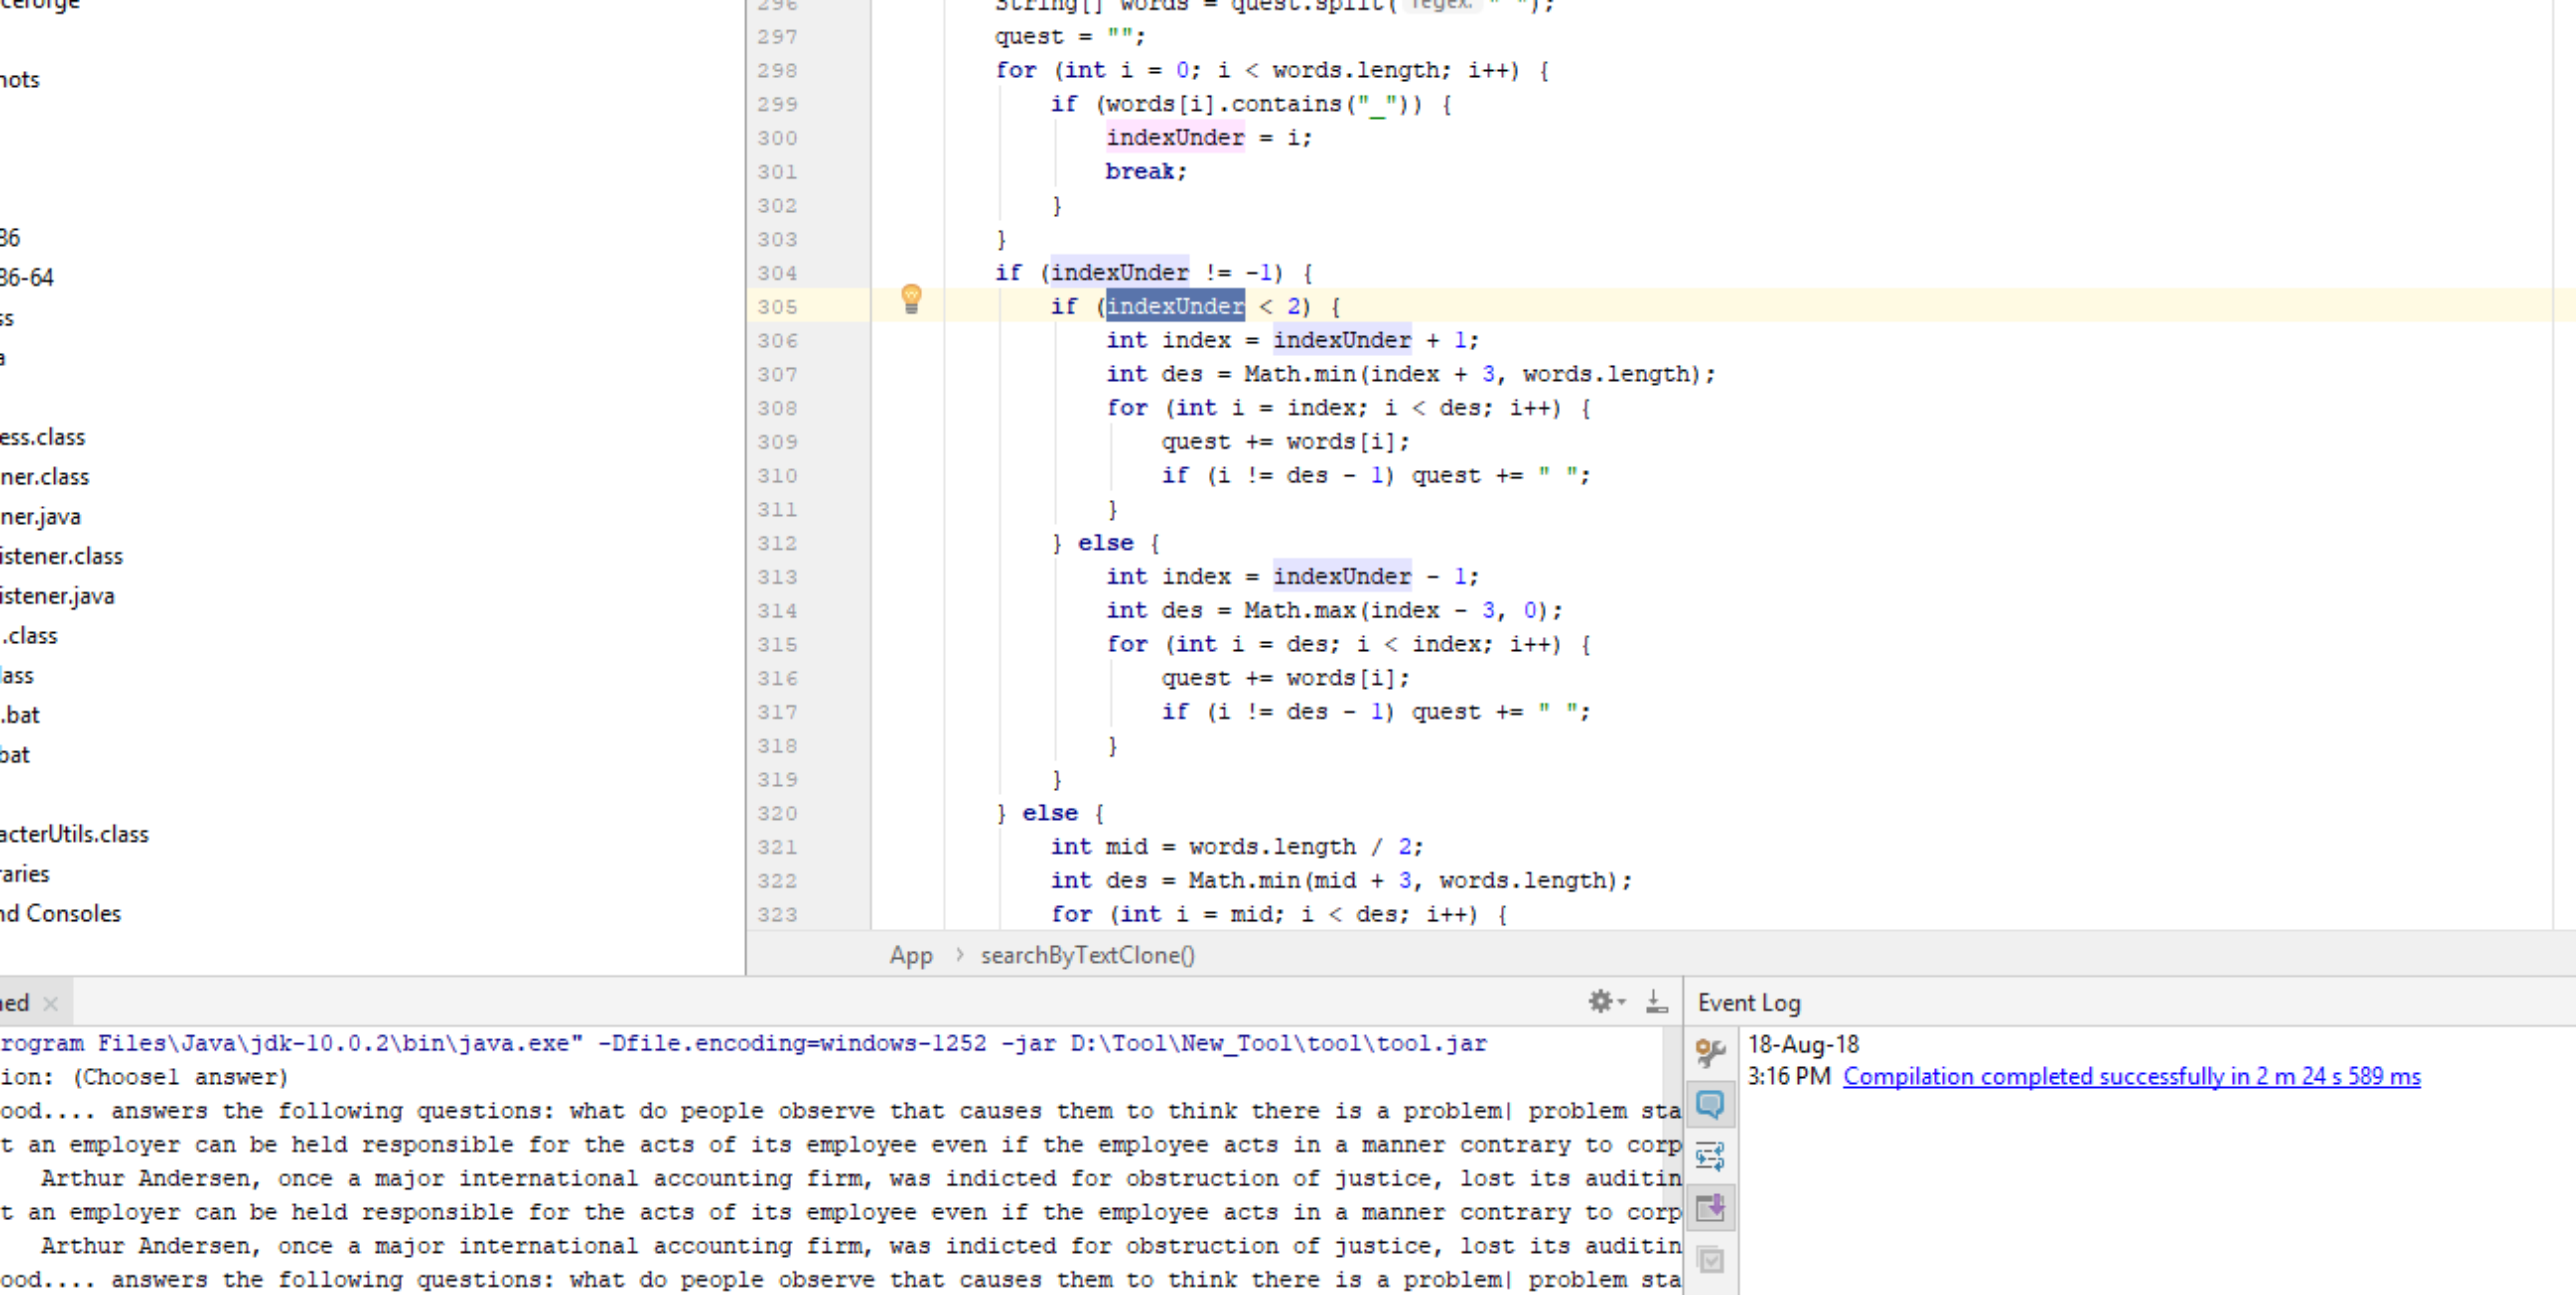 ceforge
nots
86
86-64
ss
a
ess.class
ner.class
ner.java
istener.class
istener.java
.class
lass
.bat
bat
acterUtils.class
raries
nd Consoles
296 String[] words = quest.split( regex: " ");
297 quest = "";
298 for (int i = 0; i < words.length; i++) {
299 if (words[i].contains("_")) {
300 indexUnder = i;
301 break;
302 }
303 }
304 if (indexUnder != -1) {
305 if (indexUnder < 2) {
306 int index = indexUnder + 1;
307 int des = Math.min(index + 3, words.length);
308 for (int i = index; i < des; i++) {
309 quest += words[i];
310 if (i != des - 1) quest += " ";
311 }
312 } else {
313 int index = indexUnder - 1;
314 int des = Math.max(index - 3, 0);
315 for (int i = des; i < index; i++) {
316 quest += words[i];
317 if (i != des - 1) quest += " ";
318 }
319 }
320 } else {
321 int mid = words.length / 2;
322 int des = Math.min(mid + 3, words.length);
323 for (int i = mid; i < des; i++) {
App › searchByTextClone()
ned ×
rogram Files\Java\jdk-10.0.2\bin\java.exe" -Dfile.encoding=windows-1252 -jar D:\Tool\New_Tool\tool\tool.jar
ion: (Choose1 answer)
ood.... answers the following questions: what do people observe that causes them to think there is a problem| problem sta
t an employer can be held responsible for the acts of its employee even if the employee acts in a manner contrary to corp
Arthur Andersen, once a major international accounting firm, was indicted for obstruction of justice, lost its auditin
t an employer can be held responsible for the acts of its employee even if the employee acts in a manner contrary to corp
Arthur Andersen, once a major international accounting firm, was indicted for obstruction of justice, lost its auditin
ood.... answers the following questions: what do people observe that causes them to think there is a problem| problem sta
Event Log
18-Aug-18
3:16 PM Compilation completed successfully in 2 m 24 s 589 ms